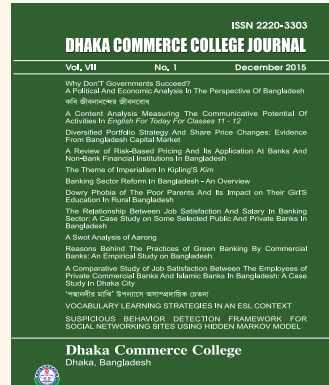 ISSN 2220-3303
DHAKA COMMERCE COLLEGE JOURNAL
Vol. VII No. 1 December 2015
Why Don'T Governments Succeed?
A Political And Economic Analysis In The Perspective Of Bangladesh
কবি জীবনানন্দের জীবনবোধ
A Content Analysis Measuring The Communicative Potential Of
Activities In English For Today For Classes 11 - 12
Diversified Portfolio Strategy And Share Price Changes: Evidence
From Bangladesh Capital Market
A Review of Risk-Based Pricing And Its Application At Banks And
Non-Bank Financial Institutions In Bangladesh
The Theme of Imperialism In Kipling'S Kim
Banking Sector Reform In Bangladesh - An Overview
Dowry Phobia of The Poor Parents And Its Impact on Their Girl'S
Education In Rural Bangladesh
The Relationship Between Job Satisfaction And Salary In Banking
Sector: A Case Study on Some Selected Public And Private Banks In
Bangladesh
A Swot Analysis of Aarong
Reasons Behind The Practices of Green Banking By Commercial
Banks: An Empirical Study on Bangladesh
A Comparative Study of Job Satisfaction Between The Employees of
Private Commercial Banks And Islamic Banks In Bangladesh: A Case
Study In Dhaka City
'পদ্মানদীর মাঝি' উপন্যাসে অসাম্প্রদায়িক চেতনা
VOCABULARY LEARNING STRATEGIES IN AN ESL CONTEXT
SUSPICIOUS BEHAVIOR DETECTION FRAMEWORK FOR
SOCIAL NETWORKING SITES USING HIDDEN MARKOV MODEL
Dhaka Commerce College
Dhaka, Bangladesh